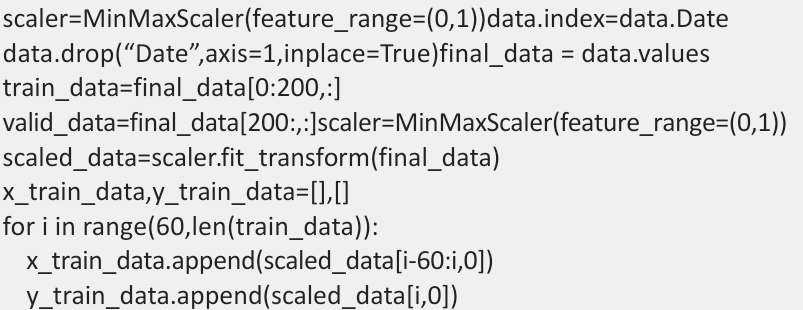 scaler=MinMaxScaler(feature_range=(0,1))data.index=data.Date
data.drop(“Date”,axis=1,inplace=True)final_data = data.values
train_data=final_data[0:200,:]
valid_data=final_data[200:,:]scaler=MinMaxScaler(feature_range=(0,1))
scaled_data=scaler.fit_transform(final_data)
x_train_data,y_train_data=[],[]
for i in range(60,len(train_data)):
    x_train_data.append(scaled_data[i-60:i,0])
    y_train_data.append(scaled_data[i,0])